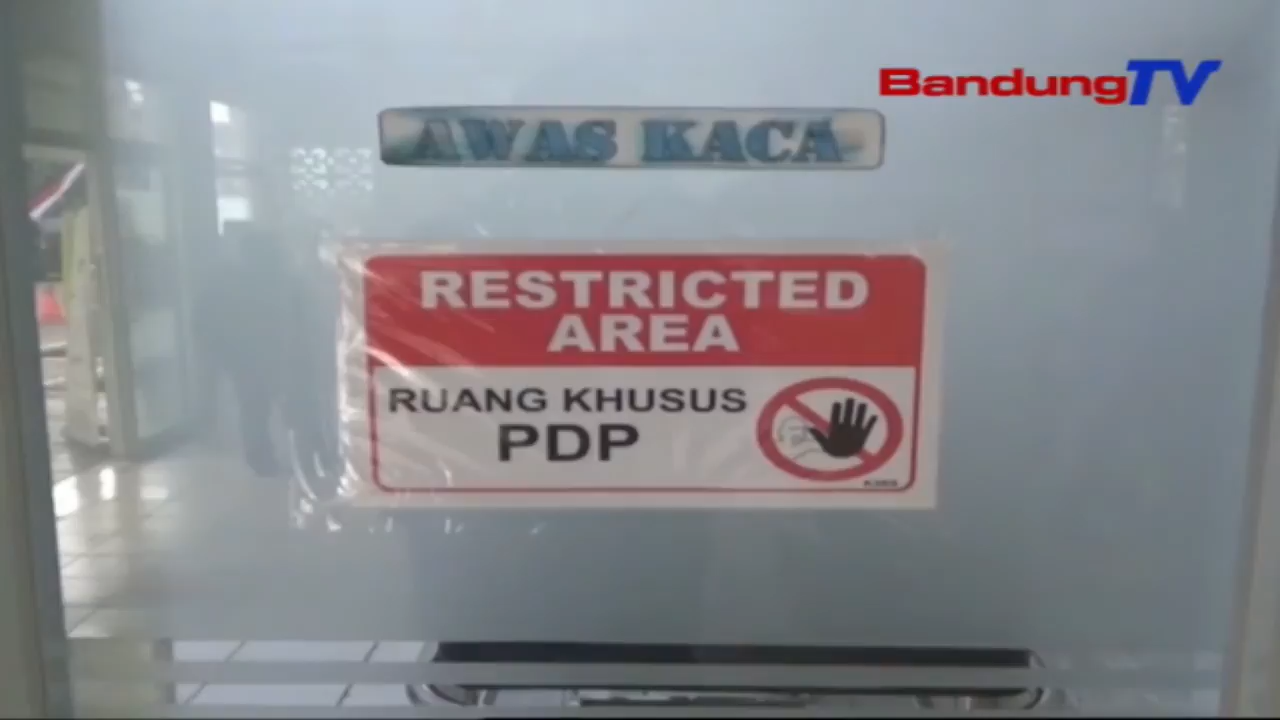 BandungTV
AWAS KACA
RESTRICTED
AREA
RUANG KHUSUS
PDP